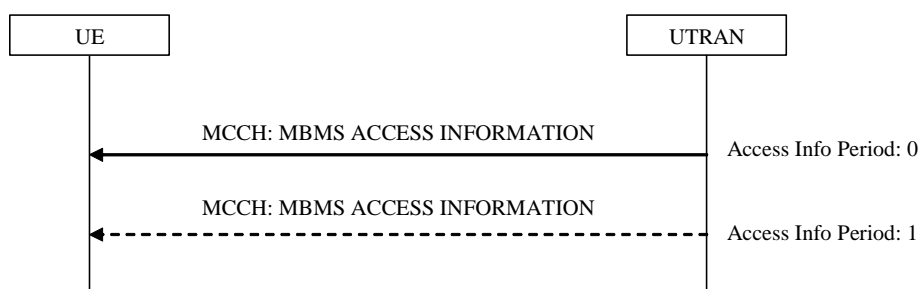 UE
UTRAN
MCCH: MBMS ACCESS INFORMATION
Access Info Period: 0
MCCH: MBMS ACCESS INFORMATION
Access Info Period: 1